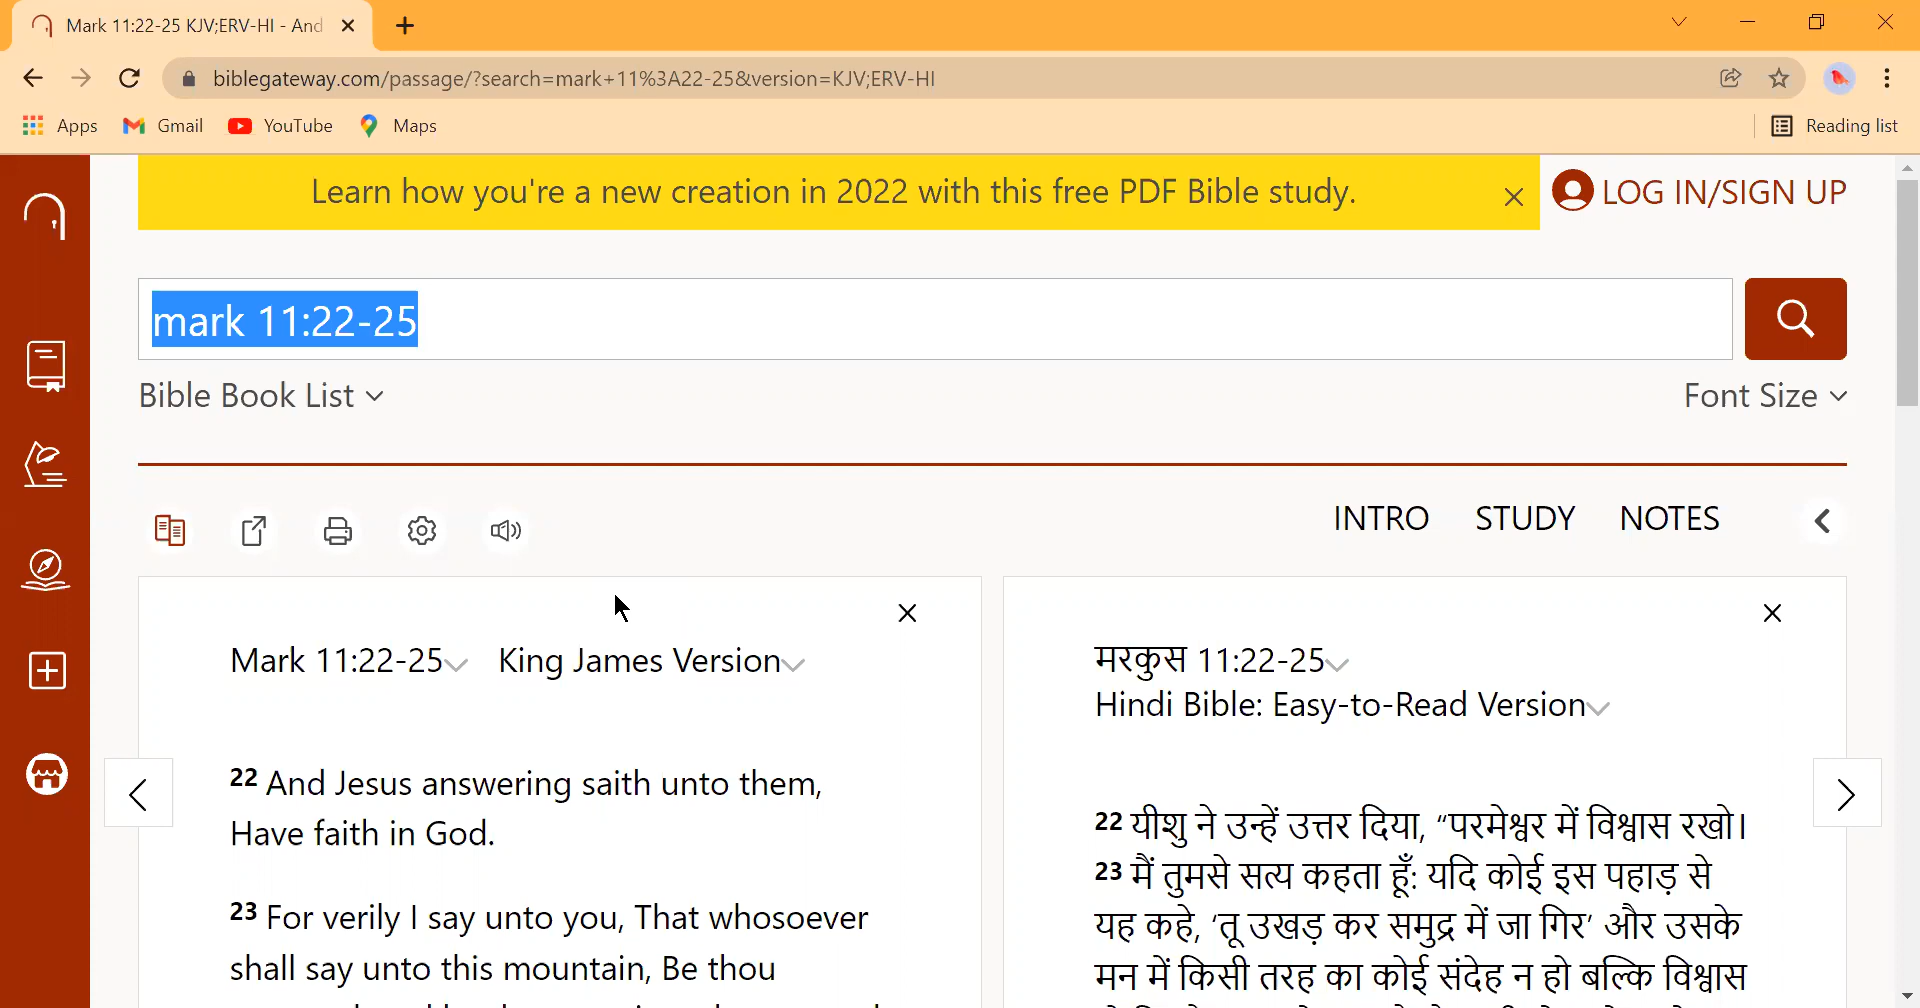 Mark 11:22-25 KJV;ERV-HI - And
biblegateway.com/passage/?search=mark+11%3A22-25&version=KJV;ERV-HI
Apps Gmail YouTube Maps Reading list
Learn how you're a new creation in 2022 with this free PDF Bible study.
LOG IN/SIGN UP
mark 11:22-25
Bible Book List
Font Size
INTRO STUDY NOTES
Mark 11:22-25 King James Version
22 And Jesus answering saith unto them,
Have faith in God.
23 For verily I say unto you, That whosoever
shall say unto this mountain, Be thou
मरकुस 11:22-25
Hindi Bible: Easy-to-Read Version
22 यीशु ने उन्हें उत्तर दिया, “परमेश्वर में विश्वास रखो।
23 मैं तुमसे सत्य कहता हूँ: यदि कोई इस पहाड़ से
यह कहे, ‘तू उखड़ कर समुद्र में जा गिर’ और उसके
मन में किसी तरह का कोई संदेह न हो बल्कि विश्वास